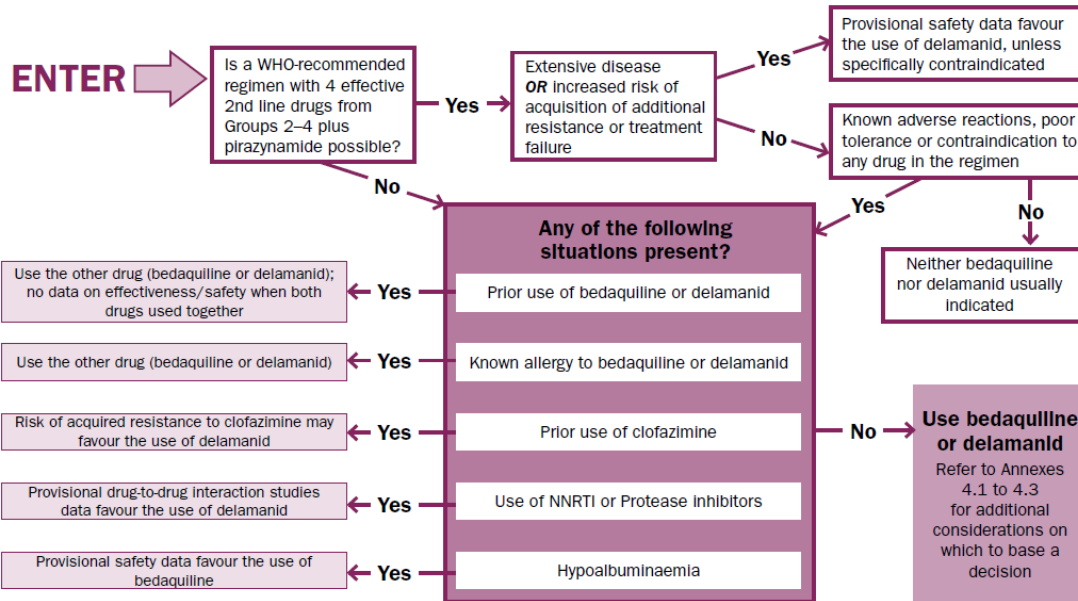 ENTER
Is a WHO-recommended
regimen with 4 effective
2nd line drugs from
Groups 2–4 plus
pirazynamide possible?
Yes
Extensive disease
OR increased risk of
acquisition of additional
resistance or treatment
failure
Yes
Provisional safety data favour
the use of delamanid, unless
specifically contraindicated
No
Known adverse reactions, poor
tolerance or contraindication to
any drug in the regimen
No
Yes
No
Neither bedaquiline
nor delamanid usually
indicated
Any of the following
situations present?
Use the other drug (bedaquiline or delamanid);
no data on effectiveness/safety when both
drugs used together
Yes
Prior use of bedaquiline or delamanid
Use the other drug (bedaquiline or delamanid)
Yes
Known allergy to bedaquiline or delamanid
Risk of acquired resistance to clofazimine may
favour the use of delamanid
Yes
Prior use of clofazimine
Provisional drug-to-drug interaction studies
data favour the use of delamanid
Yes
Use of NNRTI or Protease inhibitors
Provisional safety data favour the use of
bedaquiline
Yes
Hypoalbuminaemia
No
Use bedaquiline
or delamanid
Refer to Annexes
4.1 to 4.3
for additional
considerations on
which to base a
decision